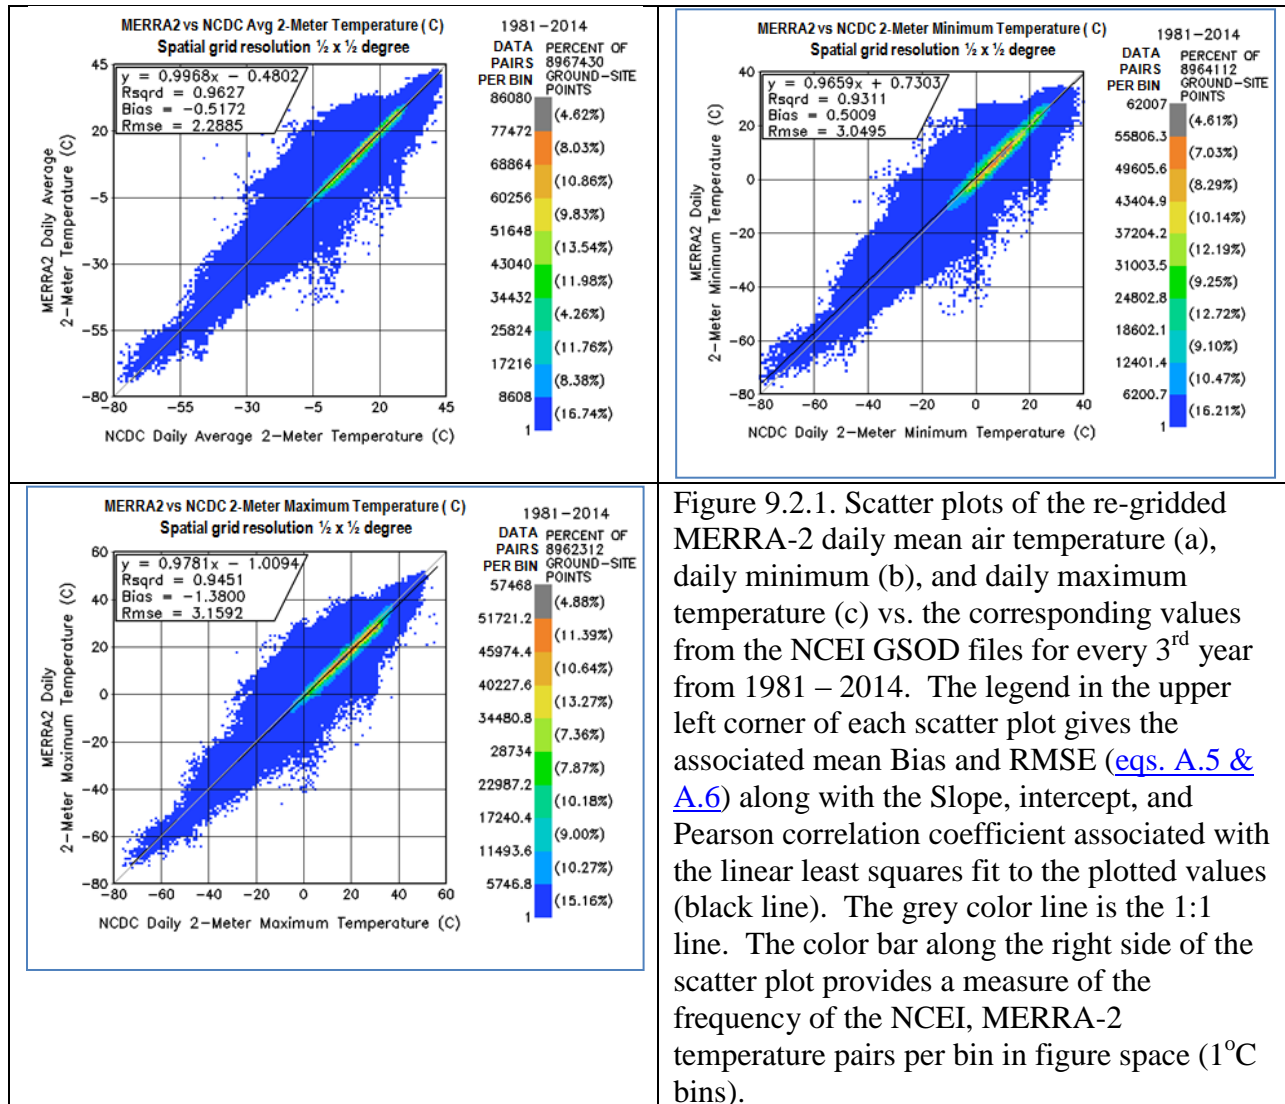 MERRA2 vs NCDC Avg 2-Meter Temperature ( C)
Spatial grid resolution ½ x ½ degree
1981-2014
DATA PAIRS PER BIN
PERCENT OF 8967430 GROUND-SITE POINTS
y = 0.9968x - 0.4802
Rsqrd = 0.9627
Bias = -0.5172
Rmse = 2.2885
45
20
-5
-30
-55
-80
MERRA2 Daily Average
2-Meter Temperature (C)
-80 -55 -30 -5 20 45
NCDC Daily Average 2-Meter Temperature (C)
86080
(4.62%)
77472
(8.03%)
68864
(10.86%)
60256
(9.83%)
51648
(13.54%)
43040
(11.98%)
34432
(4.26%)
25824
(11.76%)
17216
(8.38%)
8608
(16.74%)
1
MERRA2 vs NCDC 2-Meter Minimum Temperature ( C)
Spatial grid resolution ½ x ½ degree
1981-2014
DATA PAIRS PER BIN
PERCENT OF 8964112 GROUND-SITE POINTS
y = 0.9659x + 0.7303
Rsqrd = 0.9311
Bias = 0.5009
Rmse = 3.0495
40
20
0
-20
-40
-60
-80
MERRA2 Daily
2-Meter Minimum Temperature (C)
-80 -60 -40 -20 0 20 40
NCDC Daily 2-Meter Minimum Temperature (C)
62007
(4.61%)
55806.3
(7.03%)
49605.6
(8.29%)
43404.9
(10.14%)
37204.2
(12.19%)
31003.5
(9.25%)
24802.8
(12.72%)
18602.1
(9.10%)
12401.4
(10.47%)
6200.7
(16.21%)
1
MERRA2 vs NCDC 2-Meter Maximum Temperature ( C)
Spatial grid resolution ½ x ½ degree
1981-2014
DATA PAIRS PER BIN
PERCENT OF 8962312 GROUND-SITE POINTS
y = 0.9781x - 1.0094
Rsqrd = 0.9451
Bias = -1.3800
Rmse = 3.1592
60
40
20
0
-20
-40
-60
-80
MERRA2 Daily
2-Meter Maximum Temperature (C)
-80 -60 -40 -20 0 20 40 60
NCDC Daily 2-Meter Maximum Temperature (C)
57468
(4.88%)
51721.2
(11.39%)
45974.4
(10.64%)
40227.6
(13.27%)
34480.8
(7.36%)
28734
(7.87%)
22987.2
(10.18%)
17240.4
(9.00%)
11493.6
(10.27%)
5746.8
(15.16%)
1
Figure 9.2.1. Scatter plots of the re-gridded
MERRA-2 daily mean air temperature (a),
daily minimum (b), and daily maximum
temperature (c) vs. the corresponding values
from the NCEI GSOD files for every 3rd year
from 1981 – 2014. The legend in the upper
left corner of each scatter plot gives the
associated mean Bias and RMSE (eqs. A.5 &
A.6) along with the Slope, intercept, and
Pearson correlation coefficient associated with
the linear least squares fit to the plotted values
(black line). The grey color line is the 1:1
line. The color bar along the right side of the
scatter plot provides a measure of the
frequency of the NCEI, MERRA-2
temperature pairs per bin in figure space (1oC
bins).